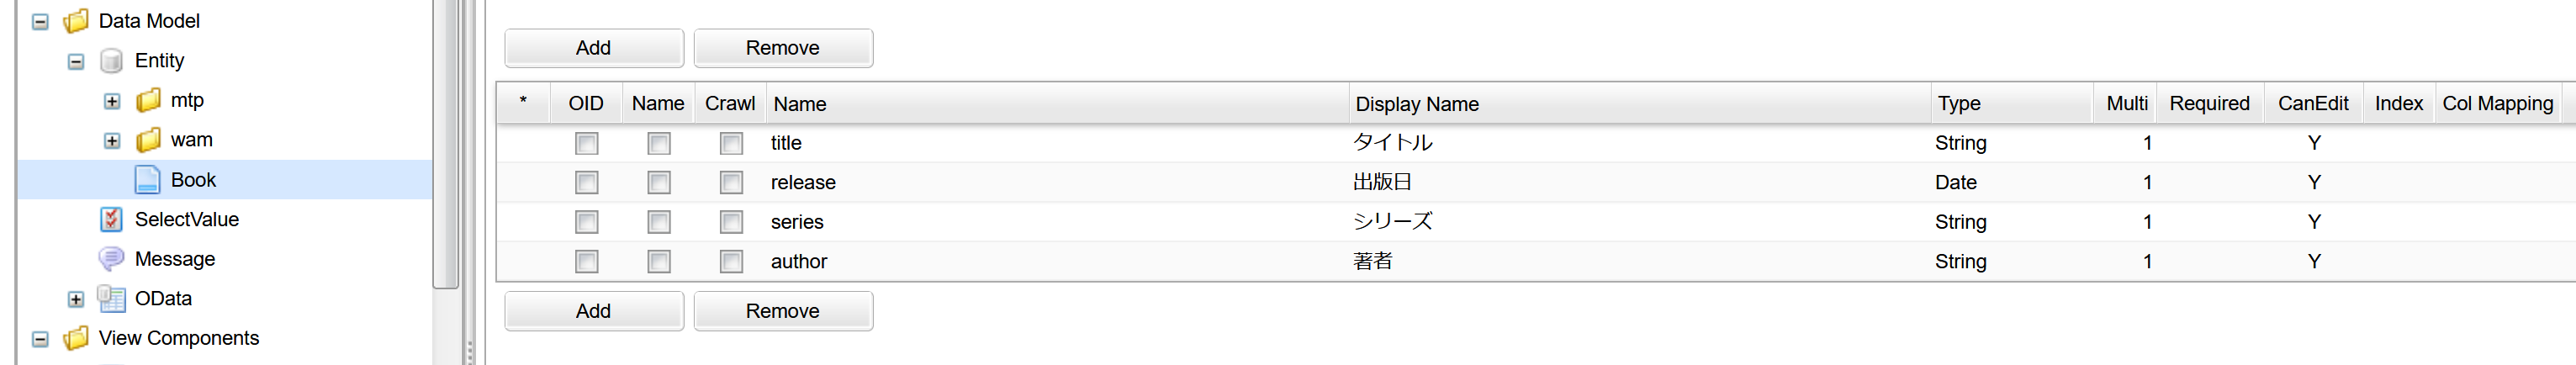 Data Model
Entity
mtp
wam
Book
SelectValue
Message
OData
View Components
Add Remove
* OID Name Crawl Name Display Name Type Multi Required CanEdit Index Col Mapping
title タイトル String 1 Y
release 出版日 Date 1 Y
series シリーズ String 1 Y
author 著者 String 1 Y
Add Remove